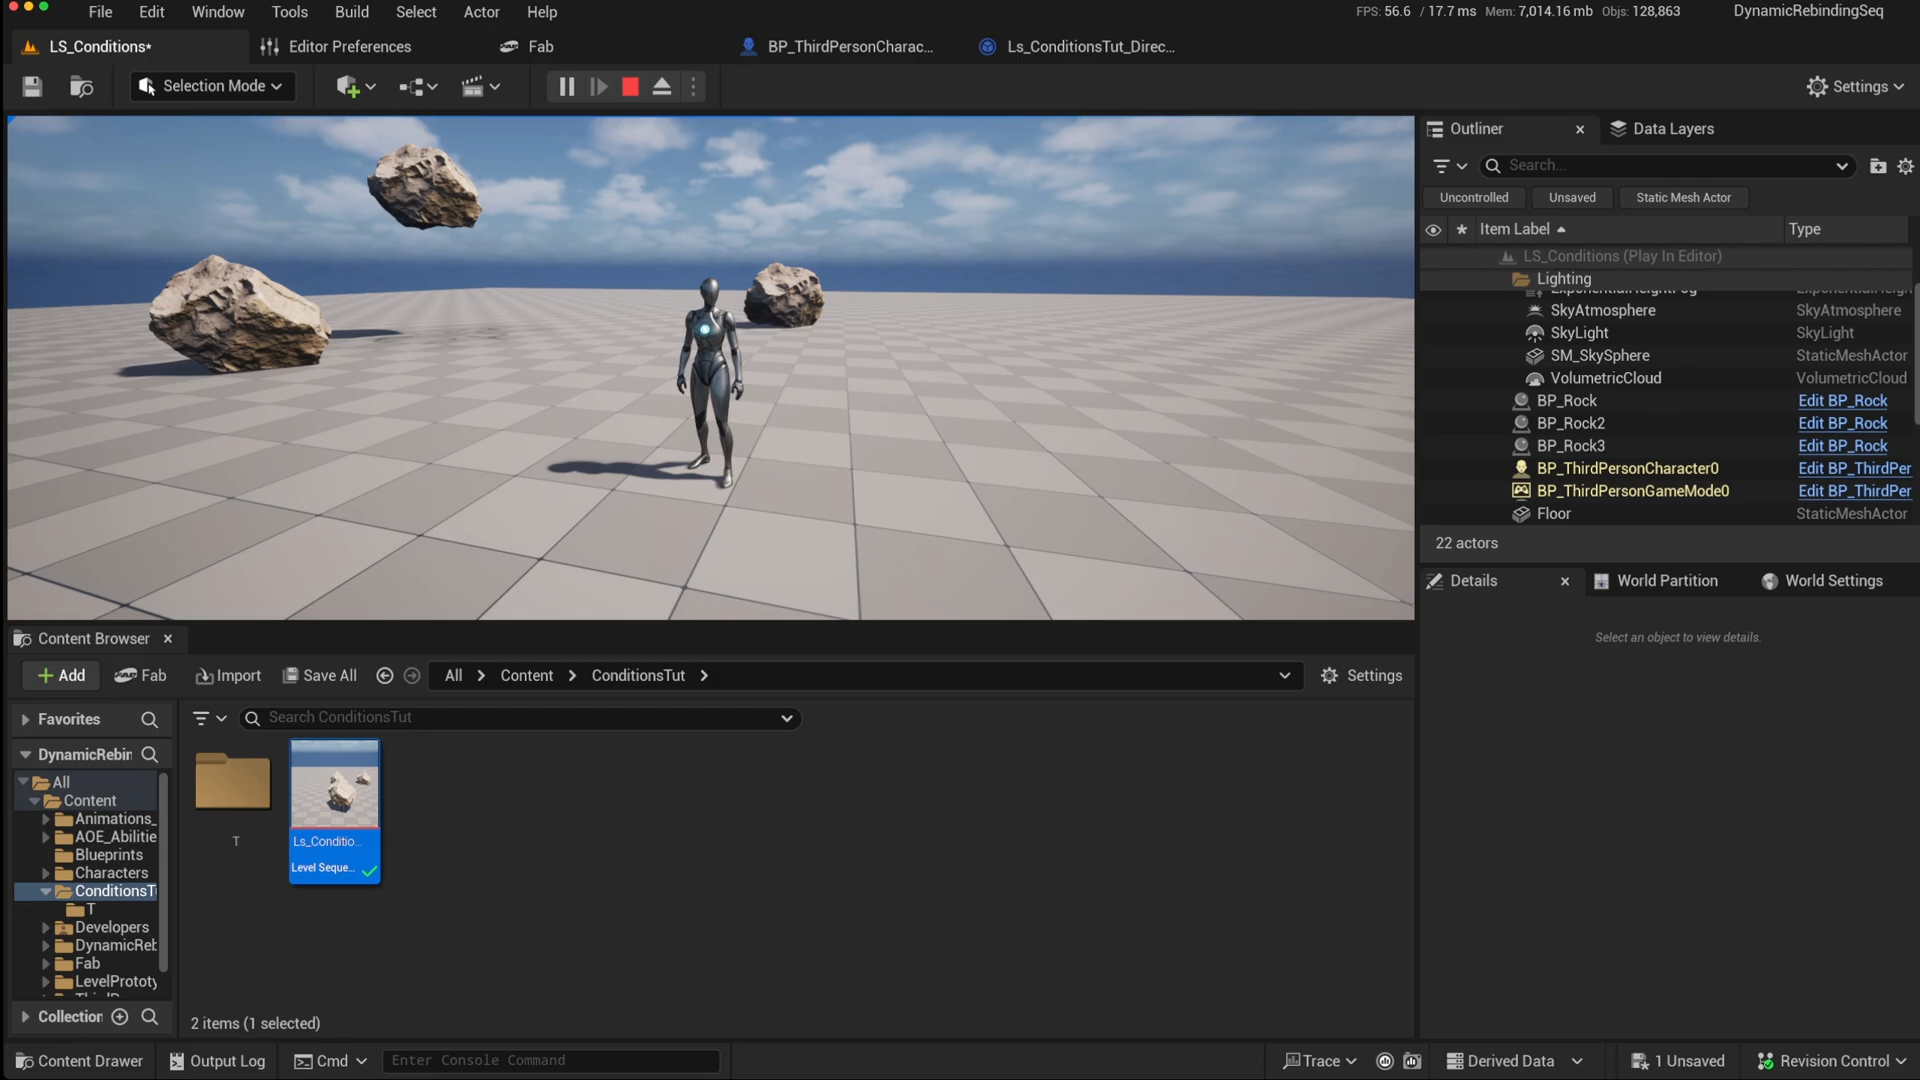 File Edit Window Tools Build Select Actor Help
FPS: 56.6 / 17.7 ms Mem: 7,014.16 mb Objs: 128,863
DynamicRebindingSeq
LS_Conditions*
Editor Preferences
Fab
BP_ThirdPersonCharac...
Ls_ConditionsTut_Direc...
Selection Mode
Settings
Outliner
Data Layers
Search...
Uncontrolled
Unsaved
Static Mesh Actor
Item Label
Type
LS_Conditions (Play In Editor)
Lighting
SkyAtmosphere SkyAtmosphere
SkyLight SkyLight
SM_SkySphere StaticMeshActor
VolumetricCloud VolumetricCloud
BP_Rock Edit BP_Rock
BP_Rock2 Edit BP_Rock
BP_Rock3 Edit BP_Rock
BP_ThirdPersonCharacter0 Edit BP_ThirdPer
BP_ThirdPersonGameMode0 Edit BP_ThirdPer
Floor StaticMeshActor
22 actors
Details
World Partition
World Settings
Select an object to view details.
Content Browser
Add
Fab
Import
Save All
All > Content > ConditionsTut >
Settings
Favorites
Search ConditionsTut
DynamicRebin
All
Content
Animations_
AOE_Abilitie
Blueprints
Characters
ConditionsT
T
Developers
DynamicReb
Fab
LevelPrototy
Collection
T
Ls_Conditio...
Level Seque...
2 items (1 selected)
Content Drawer
Output Log
Cmd
Enter Console Command
Trace
Derived Data
1 Unsaved
Revision Control